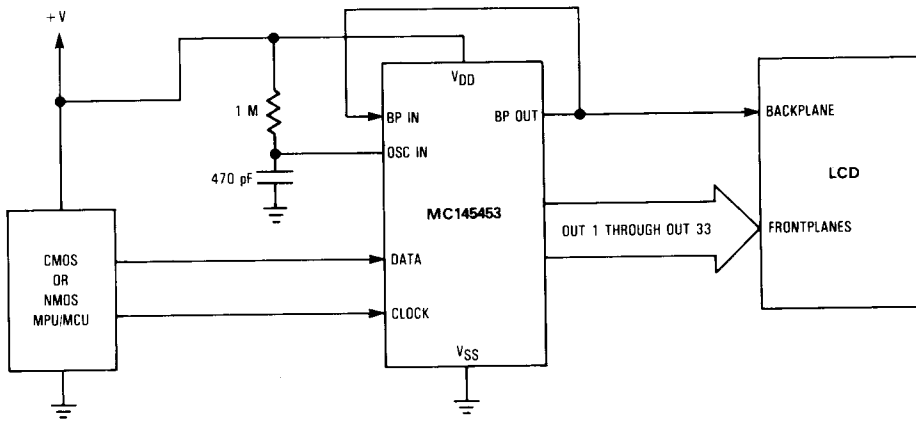 +V
VDD
1 M
BP IN
BP OUT
BACKPLANE
OSC IN
470 pF
LCD
MC145453
OUT 1 THROUGH OUT 33
FRONTPLANES
CMOS
OR
NMOS
MPU/MCU
DATA
CLOCK
VSS